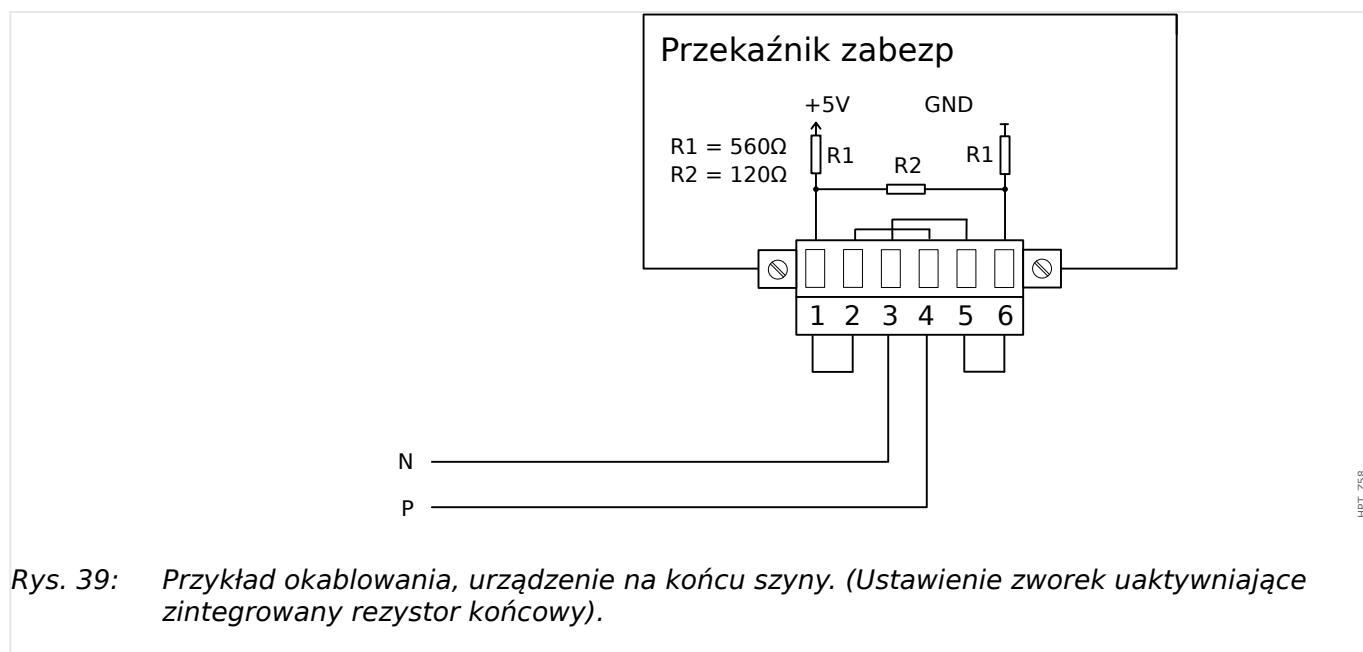 Przekaźnik zabezp
+5V GND
R1 = 560Ω
R2 = 120Ω
R1 R2 R1
1 2 3 4 5 6
N
P
HPT_Z58
Rys. 39: Przykład okablowania, urządzenie na końcu szyny. (Ustawienie zworek uaktywniające
zintegrowany rezystor końcowy).